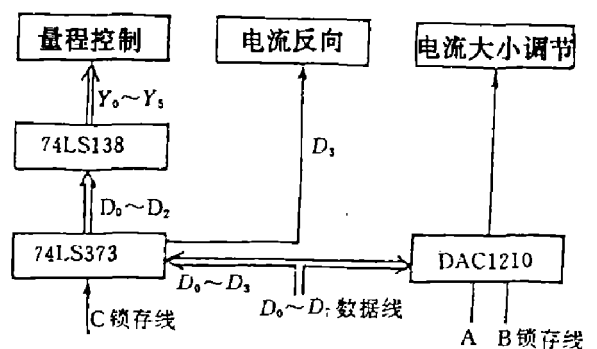 量程控制
电流反向
电流大小调节
Y₀～Y₅
74LS138
D₃
D₀～D₂
74LS373
DAC1210
D₀～D₃
D₀～D₇数据线
C锁存线
A B锁存线